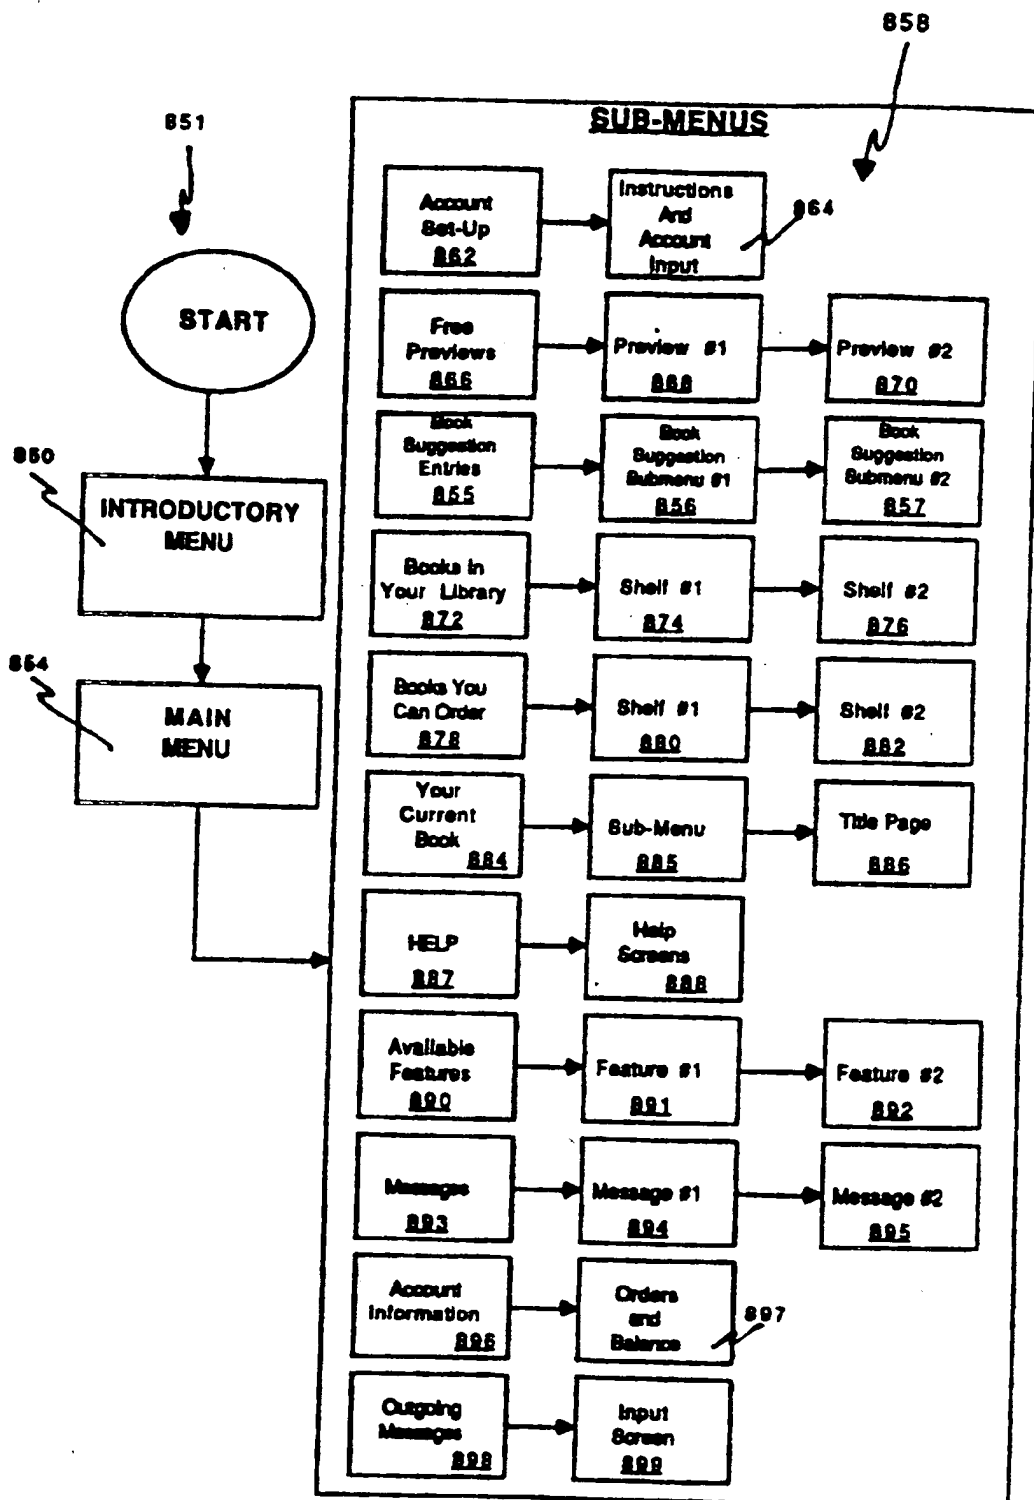 858
851
SUB-MENUS
START
850
INTRODUCTORY
MENU
854
MAIN
MENU
Account
Set-Up
862
Instructions
And
Account
Input
864
Free
Previews
866
Preview #1
868
Preview #2
870
Book
Suggestion
Entries
855
Book
Suggestion
Submenu #1
856
Book
Suggestion
Submenu #2
857
Books In
Your Library
872
Shelf #1
874
Shelf #2
876
Books You
Can Order
878
Shelf #1
880
Shelf #2
882
Your
Current
Book
884
Sub-Menu
885
Title Page
886
HELP
887
Help
Screens
888
Available
Features
890
Feature #1
891
Feature #2
892
Messages
893
Message #1
894
Message #2
895
Account
Information
896
Orders
and
Balance
897
Outgoing
Messages
898
Input
Screen
899